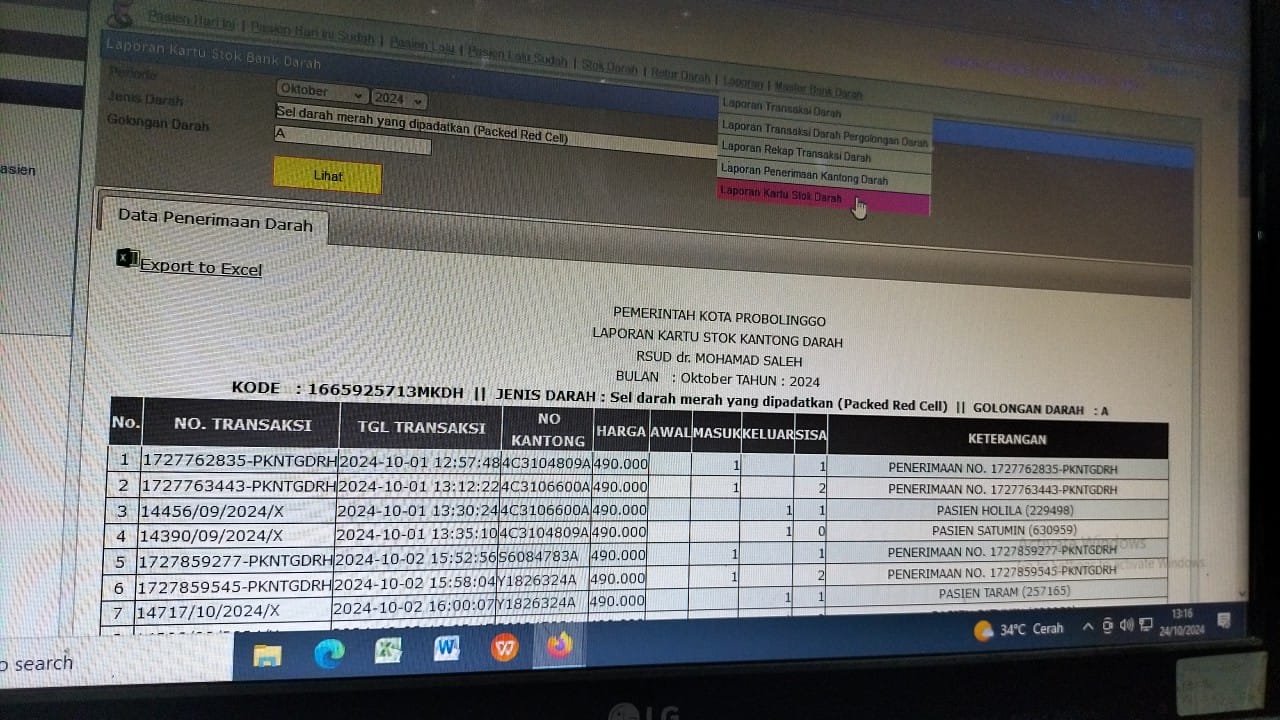 Pasien Hari Ini | Pasien Hari Ini Sudah | Pasien Lalu | Pasien Lalu Sudah | Stok Darah | Retur Darah | Laporan | Master Bank Darah
Laporan Kartu Stok Bank Darah
Periode Oktober 2024
Jenis Darah Sel darah merah yang dipadatkan (Packed Red Cell)
Golongan Darah A
Lihat
Laporan Transaksi Darah
Laporan Transaksi Darah Pergolongan Darah
Laporan Rekap Transaksi Darah
Laporan Penerimaan Kantong Darah
Laporan Kartu Stok Darah
asien
Data Penerimaan Darah
Export to Excel
PEMERINTAH KOTA PROBOLINGGO
LAPORAN KARTU STOK KANTONG DARAH
RSUD dr. MOHAMAD SALEH
BULAN : Oktober TAHUN : 2024
KODE : 1665925713MKDH || JENIS DARAH : Sel darah merah yang dipadatkan (Packed Red Cell) || GOLONGAN DARAH : A
No. NO. TRANSAKSI TGL TRANSAKSI NO KANTONG HARGA AWAL MASUK KELUAR SISA KETERANGAN
1 1727762835-PKNTGDRH 2024-10-01 12:57:48 4C3104809A 490.000 1 1 PENERIMAAN NO. 1727762835-PKNTGDRH
2 1727763443-PKNTGDRH 2024-10-01 13:12:22 4C3106600A 490.000 1 2 PENERIMAAN NO. 1727763443-PKNTGDRH
3 14456/09/2024/X 2024-10-01 13:30:24 4C3106600A 490.000 1 1 PASIEN HOLILA (229498)
4 14390/09/2024/X 2024-10-01 13:35:10 4C3104809A 490.000 1 0 PASIEN SATUMIN (630959)
5 1727859277-PKNTGDRH 2024-10-02 15:52:56 S6084783A 490.000 1 1 PENERIMAAN NO. 1727859277-PKNTGDRH
6 1727859545-PKNTGDRH 2024-10-02 15:58:04 Y1826324A 490.000 1 2 PENERIMAAN NO. 1727859545-PKNTGDRH
7 14717/10/2024/X 2024-10-02 16:00:07 Y1826324A 490.000 1 1 PASIEN TARAM (257165)
Activate Windows
o search
34°C Cerah
13:16
24/10/2024
LG